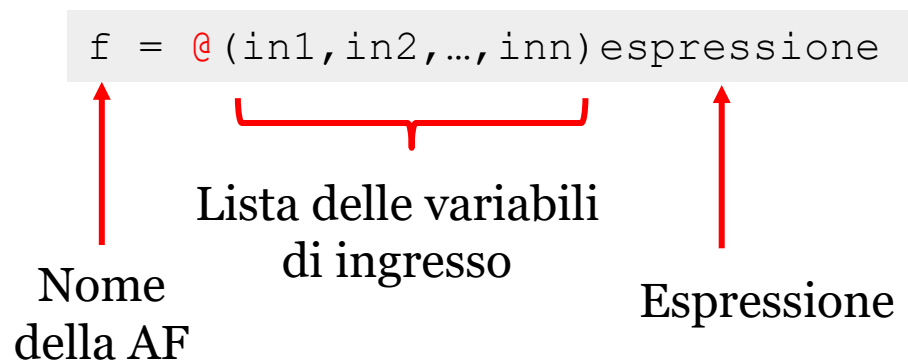 f = @(in1,in2,…,inn)espressione
Lista delle variabili
di ingresso
Nome
della AF
Espressione